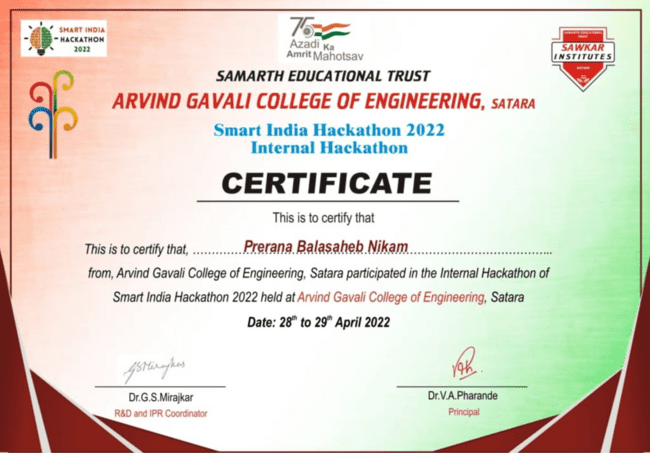 SMART INDIA
HACKATHON
2022
75
Azadi Ka
Amrit Mahotsav
SAMARTH EDUCATIONAL
TRUST
SAWKAR
INSTITUTES
SAMARTH EDUCATIONAL TRUST
ARVIND GAVALI COLLEGE OF ENGINEERING, SATARA
Smart India Hackathon 2022
Internal Hackathon
CERTIFICATE
This is to certify that
This is to certify that, Prerana Balasaheb Nikam
from, Arvind Gavali College of Engineering, Satara participated in the Internal Hackathon of
Smart India Hackathon 2022 held at Arvind Gavali College of Engineering, Satara
Date: 28th to 29th April 2022
GSMirajkar
Dr.G.S.Mirajkar
R&D and IPR Coordinator
Dr.V.A.Pharande
Principal